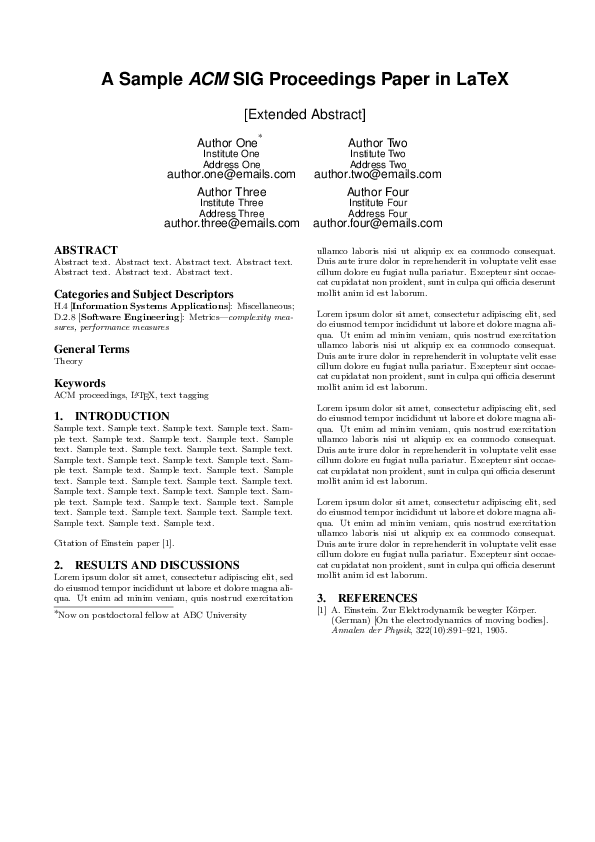 A Sample ACM SIG Proceedings Paper in LaTeX
[Extended Abstract]
Author One*
Institute One
Address One
author.one@emails.com
Author Two
Institute Two
Address Two
author.two@emails.com
Author Three
Institute Three
Address Three
author.three@emails.com
Author Four
Institute Four
Address Four
author.four@emails.com
ABSTRACT
Abstract text. Abstract text. Abstract text. Abstract text.
Abstract text. Abstract text. Abstract text.
Categories and Subject Descriptors
H.4 [Information Systems Applications]: Miscellaneous;
D.2.8 [Software Engineering]: Metrics—complexity mea-
sures, performance measures
General Terms
Theory
Keywords
ACM proceedings, LATEX, text tagging
1. INTRODUCTION
Sample text. Sample text. Sample text. Sample text. Sam-
ple text. Sample text. Sample text. Sample text. Sample
text. Sample text. Sample text. Sample text. Sample text.
Sample text. Sample text. Sample text. Sample text. Sam-
ple text. Sample text. Sample text. Sample text. Sample
text. Sample text. Sample text. Sample text. Sample text.
Sample text. Sample text. Sample text. Sample text. Sam-
ple text. Sample text. Sample text. Sample text. Sample
text. Sample text. Sample text. Sample text. Sample text.
Sample text. Sample text. Sample text.
Citation of Einstein paper [1].
2. RESULTS AND DISCUSSIONS
Lorem ipsum dolor sit amet, consectetur adipiscing elit, sed
do eiusmod tempor incididunt ut labore et dolore magna ali-
qua. Ut enim ad minim veniam, quis nostrud exercitation
*Now on postdoctoral fellow at ABC University
ullamco laboris nisi ut aliquip ex ea commodo consequat.
Duis aute irure dolor in reprehenderit in voluptate velit esse
cillum dolore eu fugiat nulla pariatur. Excepteur sint occae-
cat cupidatat non proident, sunt in culpa qui officia deserunt
mollit anim id est laborum.
Lorem ipsum dolor sit amet, consectetur adipiscing elit, sed
do eiusmod tempor incididunt ut labore et dolore magna ali-
qua. Ut enim ad minim veniam, quis nostrud exercitation
ullamco laboris nisi ut aliquip ex ea commodo consequat.
Duis aute irure dolor in reprehenderit in voluptate velit esse
cillum dolore eu fugiat nulla pariatur. Excepteur sint occae-
cat cupidatat non proident, sunt in culpa qui officia deserunt
mollit anim id est laborum.
Lorem ipsum dolor sit amet, consectetur adipiscing elit, sed
do eiusmod tempor incididunt ut labore et dolore magna ali-
qua. Ut enim ad minim veniam, quis nostrud exercitation
ullamco laboris nisi ut aliquip ex ea commodo consequat.
Duis aute irure dolor in reprehenderit in voluptate velit esse
cillum dolore eu fugiat nulla pariatur. Excepteur sint occae-
cat cupidatat non proident, sunt in culpa qui officia deserunt
mollit anim id est laborum.
Lorem ipsum dolor sit amet, consectetur adipiscing elit, sed
do eiusmod tempor incididunt ut labore et dolore magna ali-
qua. Ut enim ad minim veniam, quis nostrud exercitation
ullamco laboris nisi ut aliquip ex ea commodo consequat.
Duis aute irure dolor in reprehenderit in voluptate velit esse
cillum dolore eu fugiat nulla pariatur. Excepteur sint occae-
cat cupidatat non proident, sunt in culpa qui officia deserunt
mollit anim id est laborum.
3. REFERENCES
[1] A. Einstein. Zur Elektrodynamik bewegter Körper.
(German) [On the electrodynamics of moving bodies].
Annalen der Physik, 322(10):891–921, 1905.